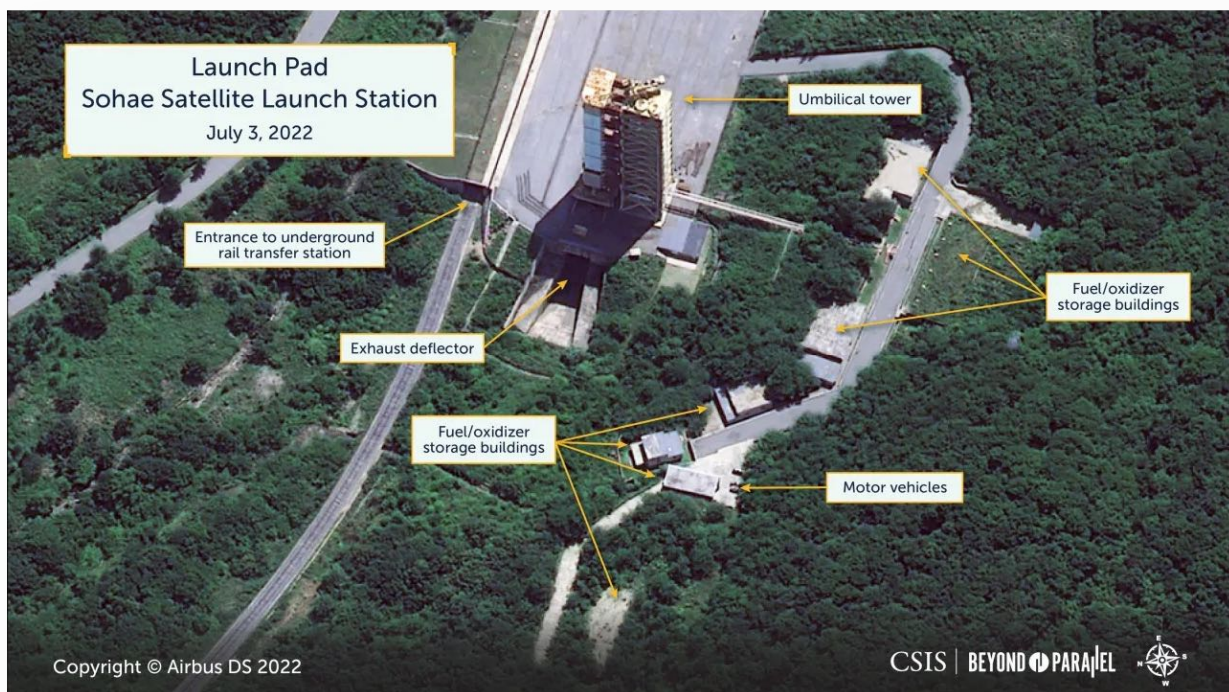 Launch Pad
Sohae Satellite Launch Station
July 3, 2022
Umbilical tower
Entrance to underground
rail transfer station
Fuel/oxidizer
storage buildings
Exhaust deflector
Fuel/oxidizer
storage buildings
Motor vehicles
Copyright © Airbus DS 2022
CSIS | BEYOND PARALLEL
E
N S
W